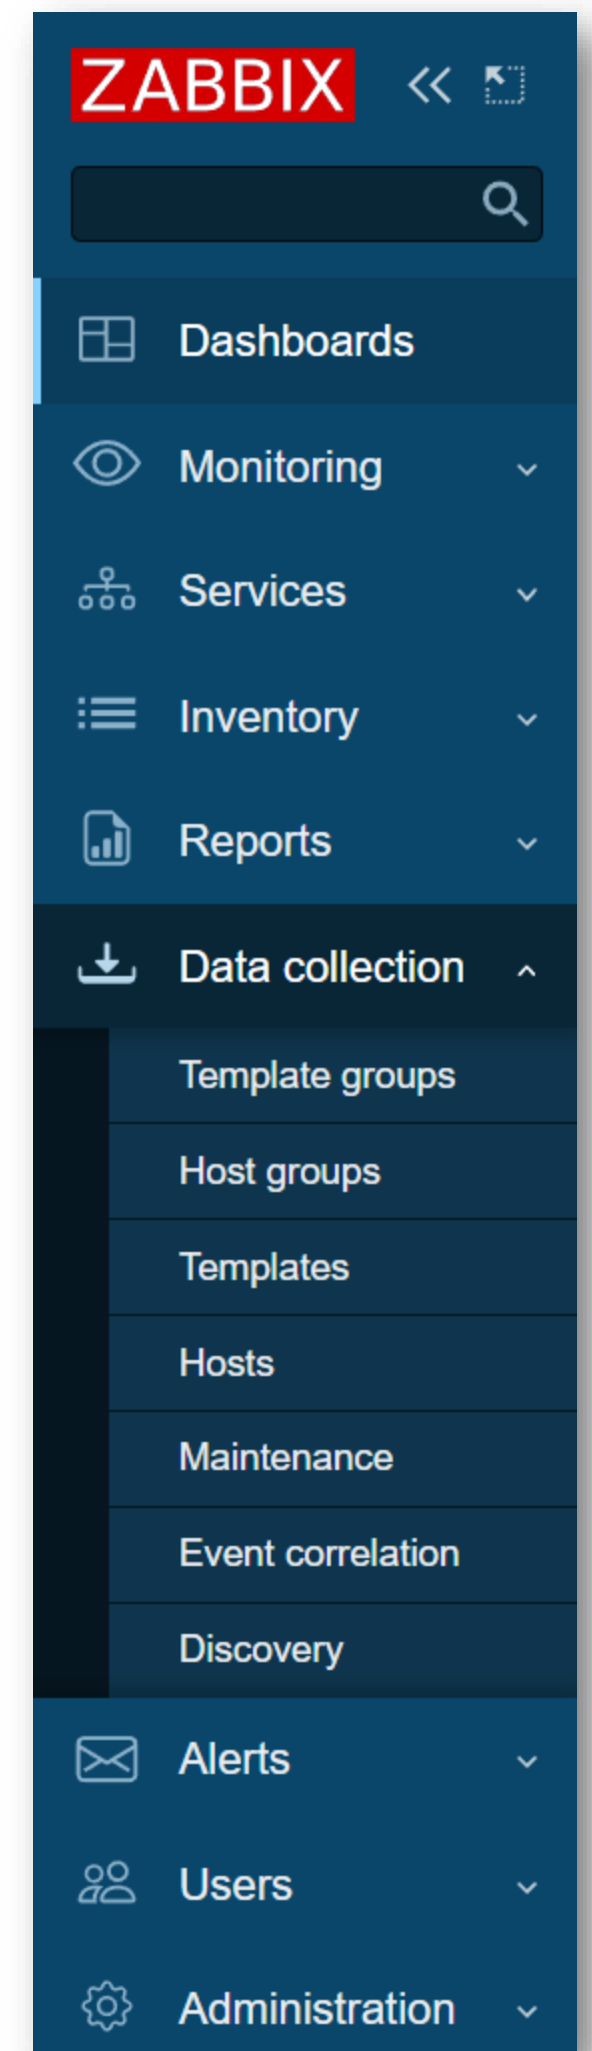 ZABBIX
Dashboards
Monitoring
Services
Inventory
Reports
Data collection
Template groups
Host groups
Templates
Hosts
Maintenance
Event correlation
Discovery
Alerts
Users
Administration